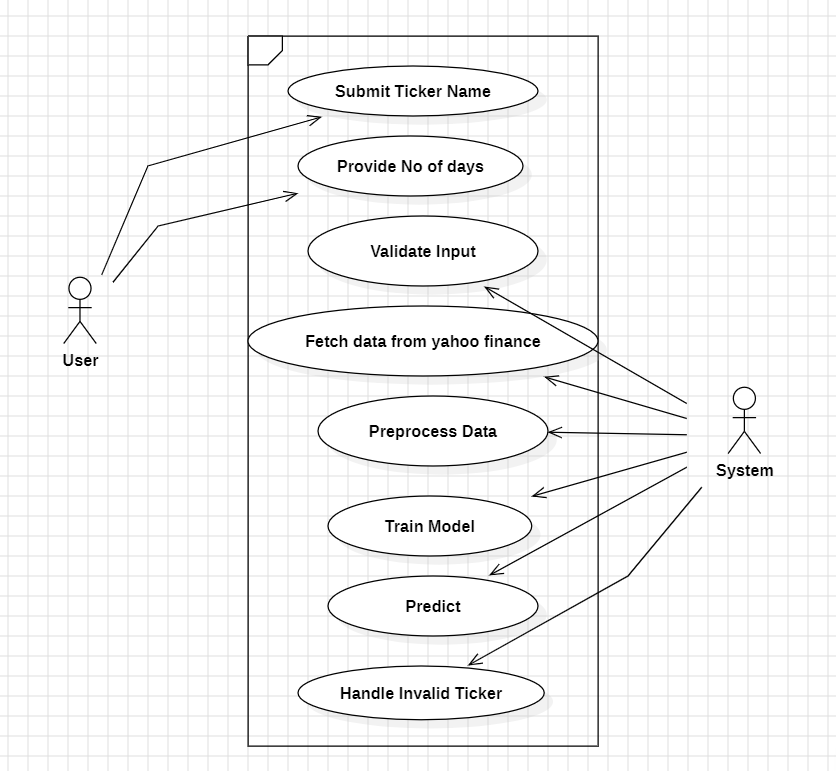 Submit Ticker Name
Provide No of days
Validate Input
Fetch data from yahoo finance
User
Preprocess Data
System
Train Model
Predict
Handle Invalid Ticker